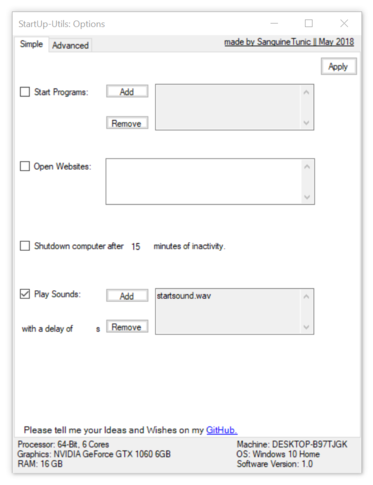 StartUp-Utils: Options
Simple Advanced made by SanguineTunic || May 2018
Apply
Start Programs: Add
Remove
Open Websites:
Shutdown computer after 15 minutes of inactivity.
Play Sounds: Add startsound.wav
with a delay of s Remove
Please tell me your Ideas and Wishes on my GitHub.
Processor: 64-Bit, 6 Cores Machine: DESKTOP-B97TJGK
Graphics: NVIDIA GeForce GTX 1060 6GB OS: Windows 10 Home
RAM: 16 GB Software Version: 1.0